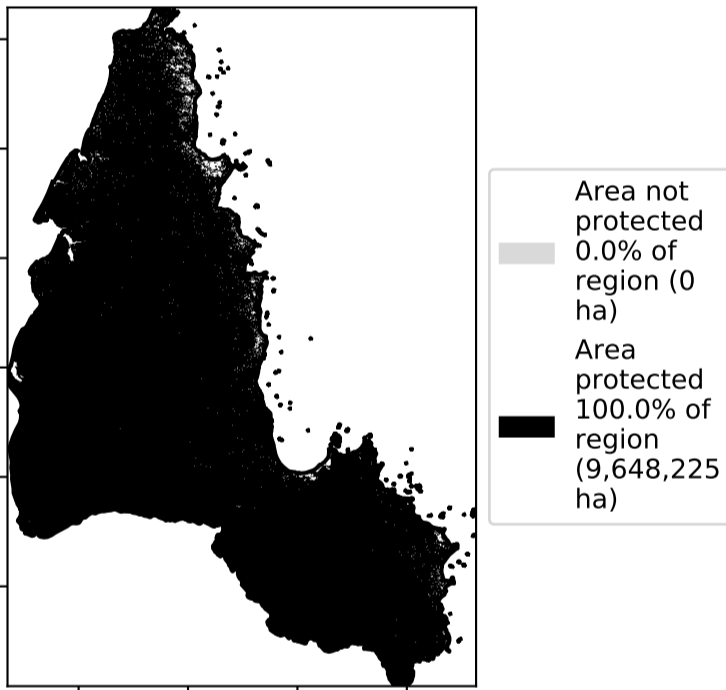 Area not
protected
0.0% of
region (0
ha)
Area
protected
100.0% of
region
(9,648,225
ha)